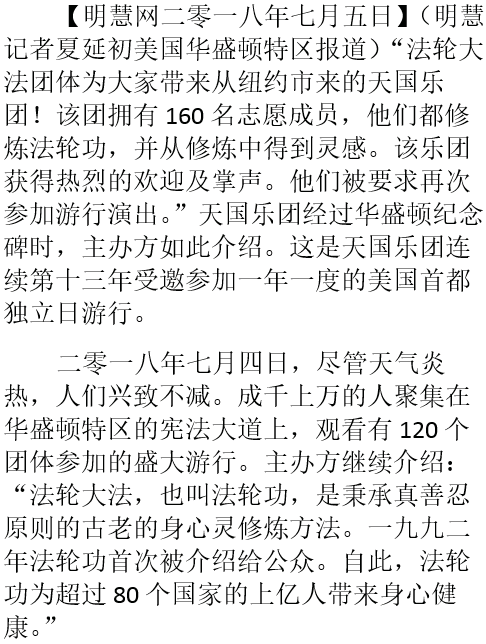 【明慧网二零一八年七月五日】（明慧
记者夏延初美国华盛顿特区报道）“法轮大
法团体为大家带来从纽约市来的天国乐
团！该团拥有 160 名志愿成员，他们都修
炼法轮功，并从修炼中得到灵感。该乐团
获得热烈的欢迎及掌声。他们被要求再次
参加游行演出。”天国乐团经过华盛顿纪念
碑时，主办方如此介绍。这是天国乐团连
续第十三年受邀参加一年一度的美国首都
独立日游行。
二零一八年七月四日，尽管天气炎
热，人们兴致不减。成千上万的人聚集在
华盛顿特区的宪法大道上，观看有 120 个
团体参加的盛大游行。主办方继续介绍：
“法轮大法，也叫法轮功，是秉承真善忍
原则的古老的身心灵修炼方法。一九九二
年法轮功首次被介绍给公众。自此，法轮
功为超过 80 个国家的上亿人带来身心健
康。”